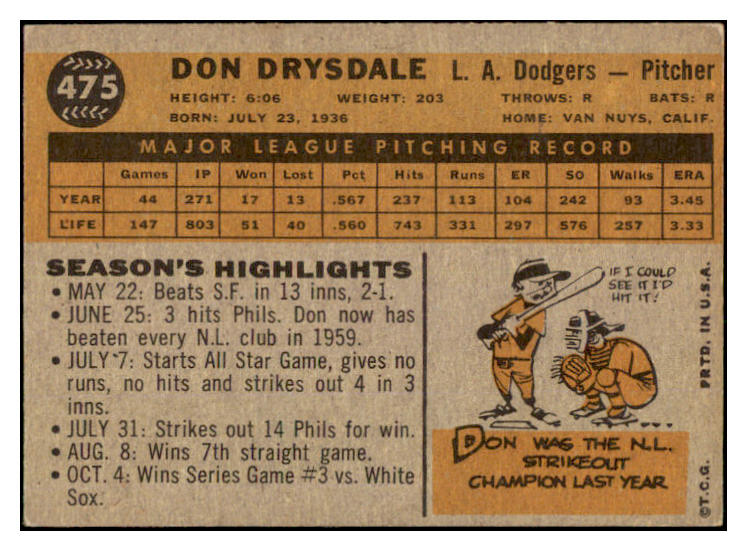 475
DON DRYSDALE L. A. Dodgers — Pitcher
HEIGHT: 6:06 WEIGHT: 203 THROWS: R BATS: R
BORN: JULY 23, 1936 HOME: VAN NUYS, CALIF.
MAJOR LEAGUE PITCHING RECORD
Games IP Won Lost Pct Hits Runs ER SO Walks ERA
YEAR 44 271 17 13 .567 237 113 104 242 93 3.45
LIFE 147 803 51 40 .560 743 331 297 576 257 3.33
SEASON'S HIGHLIGHTS
• MAY 22: Beats S.F. in 13 inns, 2-1.
• JUNE 25: 3 hits Phils. Don now has
beaten every N.L. club in 1959.
• JULY 7: Starts All Star Game, gives no
runs, no hits and strikes out 4 in 3
inns.
• JULY 31: Strikes out 14 Phils for win.
• AUG. 8: Wins 7th straight game.
• OCT. 4: Wins Series Game #3 vs. White
Sox.
IF I COULD
SEE IT I'D
HIT IT!
DON WAS THE N.L.
STRIKEOUT
CHAMPION LAST YEAR
©T.C.G. PRTD. IN U.S.A.